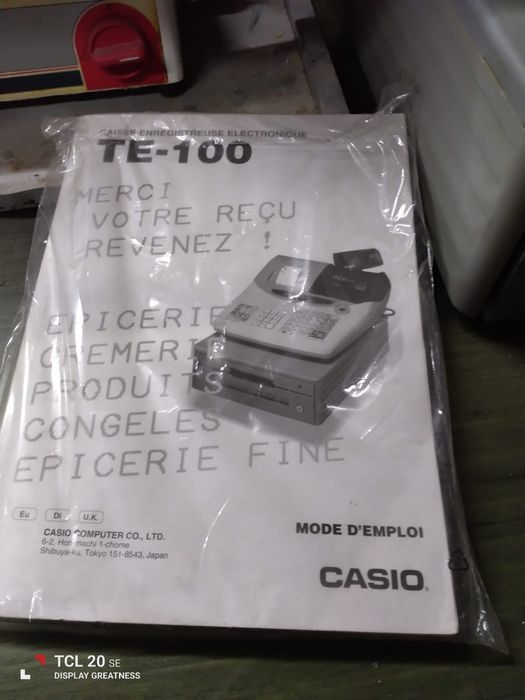 CAISSE ENREGISTREUSE ELECTRONIQUE
TE-100
MERCI
VOTRE REÇU
REVENEZ !
EPICERIE
CREMERIE
PRODUITS
CONGELES
EPICERIE FINE
Eu DI U.K.
CASIO COMPUTER CO., LTD.
6-2, Hon-machi 1-chome
Shibuya-ku, Tokyo 151-8543, Japan
MODE D'EMPLOI
CASIO
TCL 20 SE
DISPLAY GREATNESS